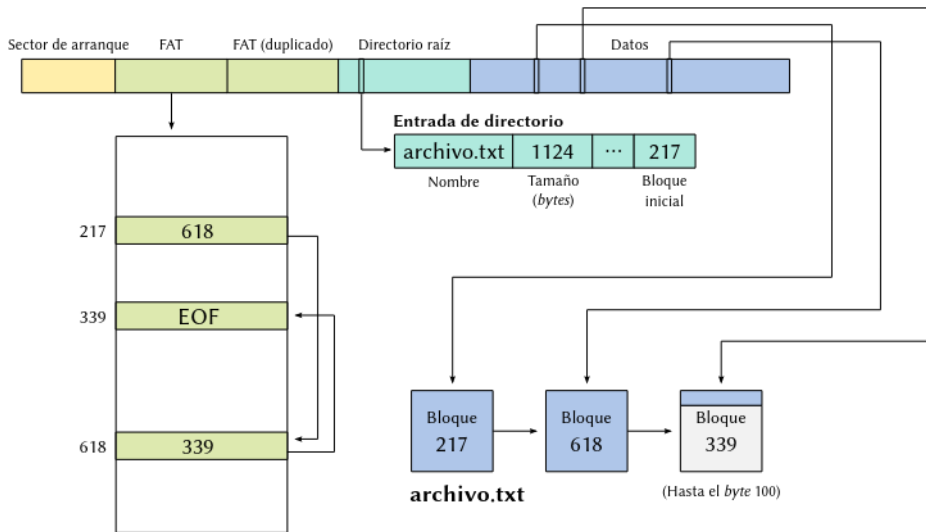 Sector de arranque
FAT
FAT (duplicado)
Directorio raíz
Datos
Entrada de directorio
archivo.txt
1124
...
217
Nombre
Tamaño
(bytes)
Bloque
inicial
217
618
339
EOF
618
339
Bloque
217
Bloque
618
Bloque
339
archivo.txt
(Hasta el byte 100)